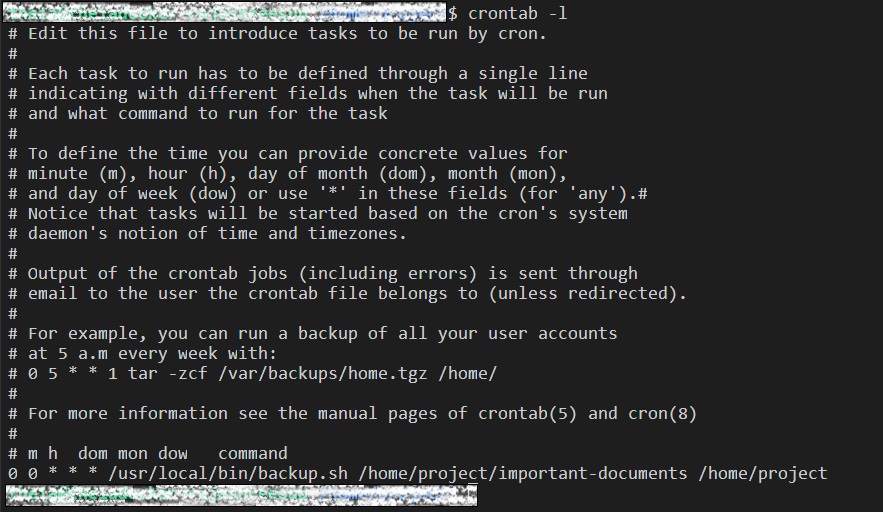 $ crontab -l
# Edit this file to introduce tasks to be run by cron.
#
# Each task to run has to be defined through a single line
# indicating with different fields when the task will be run
# and what command to run for the task
#
# To define the time you can provide concrete values for
# minute (m), hour (h), day of month (dom), month (mon),
# and day of week (dow) or use '*' in these fields (for 'any').#
# Notice that tasks will be started based on the cron's system
# daemon's notion of time and timezones.
#
# Output of the crontab jobs (including errors) is sent through
# email to the user the crontab file belongs to (unless redirected).
#
# For example, you can run a backup of all your user accounts
# at 5 a.m every week with:
# 0 5 * * 1 tar -zcf /var/backups/home.tgz /home/
#
# For more information see the manual pages of crontab(5) and cron(8)
#
# m h  dom mon dow   command
0 0 * * * /usr/local/bin/backup.sh /home/project/important-documents /home/project